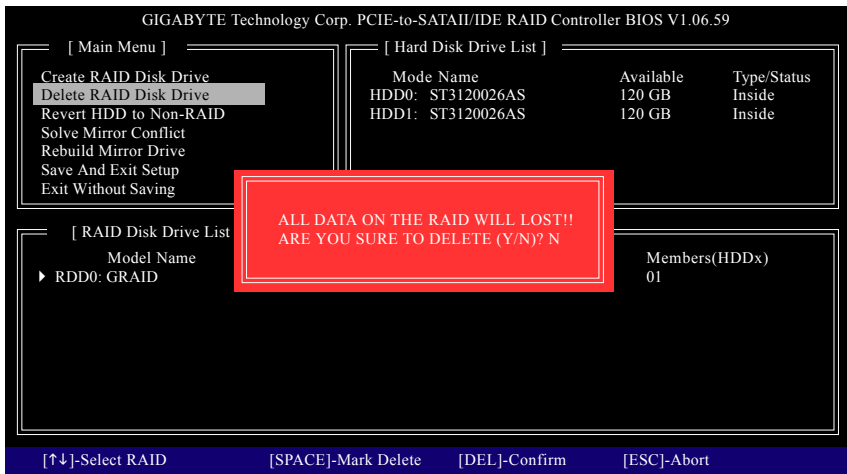 GIGABYTE Technology Corp. PCIE-to-SATAII/IDE RAID Controller BIOS V1.06.59
[ Main Menu ]
Create RAID Disk Drive
Delete RAID Disk Drive
Revert HDD to Non-RAID
Solve Mirror Conflict
Rebuild Mirror Drive
Save And Exit Setup
Exit Without Saving
[ Hard Disk Drive List ]
Mode Name Available Type/Status
HDD0: ST3120026AS 120 GB Inside
HDD1: ST3120026AS 120 GB Inside
ALL DATA ON THE RAID WILL LOST!!
ARE YOU SURE TO DELETE (Y/N)? N
[ RAID Disk Drive List
Model Name Members(HDDx)
RDD0: GRAID 01
[↑↓]-Select RAID [SPACE]-Mark Delete [DEL]-Confirm [ESC]-Abort